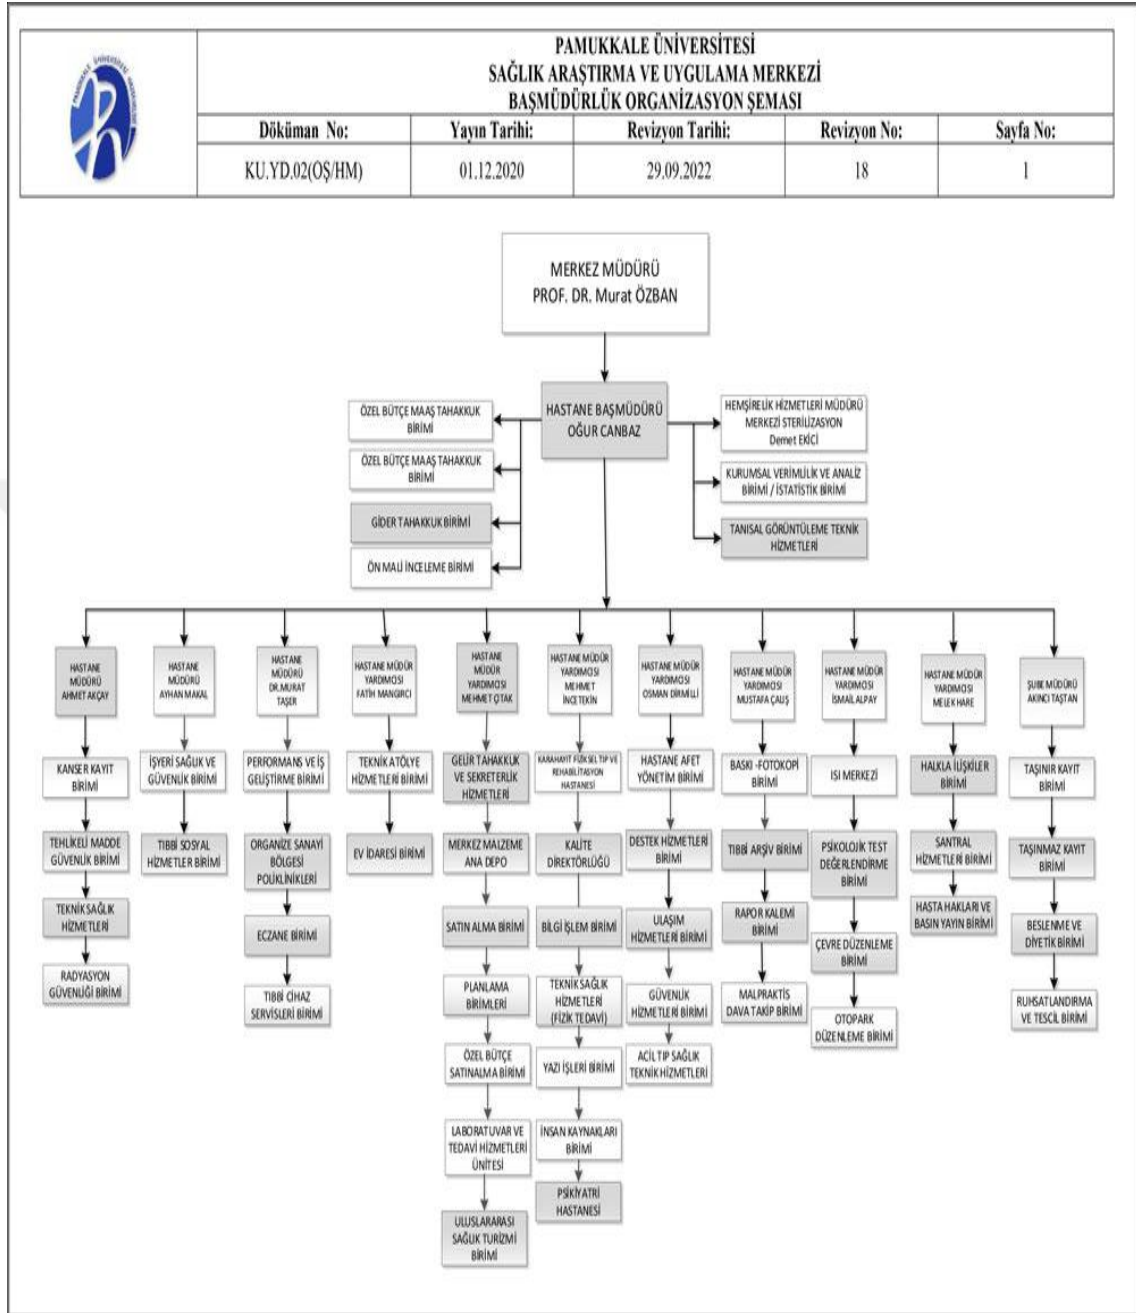 PAMUKKALE ÜNİVERSİTESİ
SAĞLIK ARAŞTIRMA VE UYGULAMA MERKEZİ
BAŞMÜDÜRLÜK ORGANİZASYON ŞEMASI
Döküman No:
Yayın Tarihi:
Revizyon Tarihi:
Revizyon No:
Sayfa No:
KU.YD.02(OŞ/HM)
01.12.2020
29.09.2022
18
1
MERKEZ MÜDÜRÜ
PROF. DR. Murat ÖZBAN
HASTANE BAŞMÜDÜRÜ
OĞUR CANBAZ
ÖZEL BÜTÇE MAAŞ TAHAKKUK
BİRİMİ
ÖZEL BÜTÇE MAAŞ TAHAKKUK
BİRİMİ
GİDER TAHAKKUK BİRİMİ
ÖN MALİ İNCELEME BİRİMİ
HEMŞİRELİK HİZMETLERİ MÜDÜRÜ
MERKEZİ STERİLİZASYON
Demet EKİCİ
KURUMSAL VERİMLİLİK VE ANALİZ
BİRİMİ / İSTATİSTİK BİRİMİ
TANISAL GÖRÜNTÜLEME TEKNİK
HİZMETLERİ
HASTANE
MÜDÜRÜ
AHMET AKÇAY
KANSER KAYIT
BİRİMİ
TEHLİKELİ MADDE
GÜVENLİK BİRİMİ
TEKNİK SAĞLIK
HİZMETLERİ
RADYASYON
GÜVENLİĞİ BİRİMİ
HASTANE
MÜDÜRÜ
AYHAN MAKAL
İŞYERİ SAĞLIK VE
GÜVENLİK BİRİMİ
TIBBİ SOSYAL
HİZMETLER BİRİMİ
HASTANE
MÜDÜRÜ
DR.MURAT
TAŞER
PERFORMANS VE İŞ
GELİŞTİRME BİRİMİ
ORGANİZE SANAYİ
BÖLGESİ
POLİKLİNİKLERİ
ECZANE BİRİMİ
TIBBİ CİHAZ
SERVİSLERİ BİRİMİ
HASTANE MÜDÜR
YARDIMCISI
FATİH MANGIRCI
TEKNİK ATÖLYE
HİZMETLERİ BİRİMİ
EV İDARESİ BİRİMİ
HASTANE
MÜDÜR
YARDIMCISI
MEHMET ÇITAK
GELİR TAHAKKUK
VE SEKRETERLİK
HİZMETLERİ
MERKEZ MALZEME
ANA DEPO
SATIN ALMA BİRİMİ
PLANLAMA
BİRİMLERİ
ÖZEL BÜTÇE
SATINALMA BİRİMİ
LABORATUVAR VE
TEDAVİ HİZMETLERİ
ÜNİTESİ
ULUSLARARASI
SAĞLIK TURİZMİ
BİRİMİ
HASTANE MÜDÜR
YARDIMCISI
MEHMET
İNCETEKİN
KARAHAYIT FİZİKSEL TIP VE
REHABİLİTASYON
HASTANESİ
KALİTE
DİREKTÖRLÜĞÜ
BİLGİ İŞLEM BİRİMİ
TEKNİK SAĞLIK
HİZMETLERİ
(FİZİK TEDAVİ)
YAZI İŞLERİ BİRİMİ
İNSAN KAYNAKLARI
BİRİMİ
PSİKİYATRİ
HASTANESİ
HASTANE MÜDÜR
YARDIMCISI
OSMAN DİRMİLLİ
HASTANE AFET
YÖNETİM BİRİMİ
DESTEK HİZMETLERİ
BİRİMİ
ULAŞIM
HİZMETLERİ BİRİMİ
GÜVENLİK
HİZMETLERİ BİRİMİ
ACİL TIP SAĞLIK
TEKNİK HİZMETLERİ
HASTANE MÜDÜR
YARDIMCISI
MUSTAFA ÇALIŞ
BASKI -FOTOKOPİ
BİRİMİ
TIBBİ ARŞİV BİRİMİ
RAPOR KALEMİ
BİRİMİ
MALPRAKTİS
DAVA TAKİP BİRİMİ
HASTANE MÜDÜR
YARDIMCISI
İSMAİL ALPAY
ISI MERKEZİ
PSİKOLOJİK TEST
DEĞERLENDİRME
BİRİMİ
ÇEVRE DÜZENLEME
BİRİMİ
OTOPARK
DÜZENLEME BİRİMİ
HASTANE MÜDÜR
YARDIMCISI
MELEK HARE
HALKLA İLİŞKİLER
BİRİMİ
SANTRAL
HİZMETLERİ BİRİMİ
HASTA HAKLARI VE
BASIN YAYIN BİRİMİ
ŞUBE MÜDÜRÜ
AKINCI TAŞTAN
TAŞINIR KAYIT
BİRİMİ
TAŞINMAZ KAYIT
BİRİMİ
BESLENME VE
DİYETİK BİRİMİ
RUHSATLANDIRMA
VE TESCİL BİRİMİ